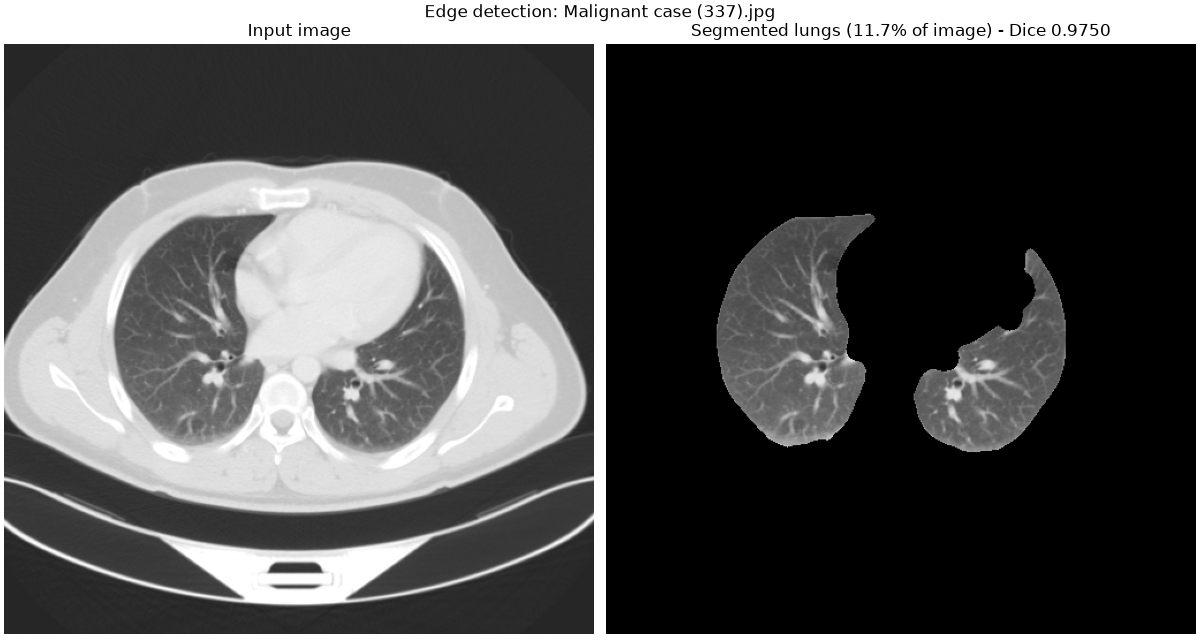 Edge detection: Malignant case (337).jpg
Input image
Segmented lungs (11.7% of image) - Dice 0.9750